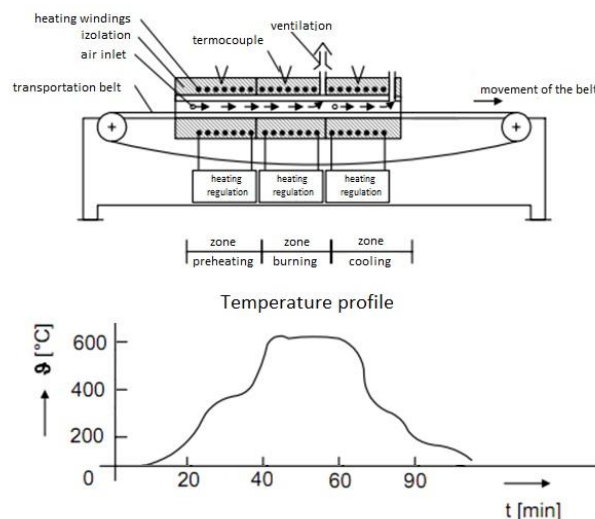 heating windings
izolation
air inlet
transportation belt
termocouple
ventilation
movement of the belt
heating
regulation
heating
regulation
heating
regulation
zone
preheating
zone
burning
zone
cooling
Temperature profile
ϑ [°C]
600
400
200
0
20
40
60
90
t [min]